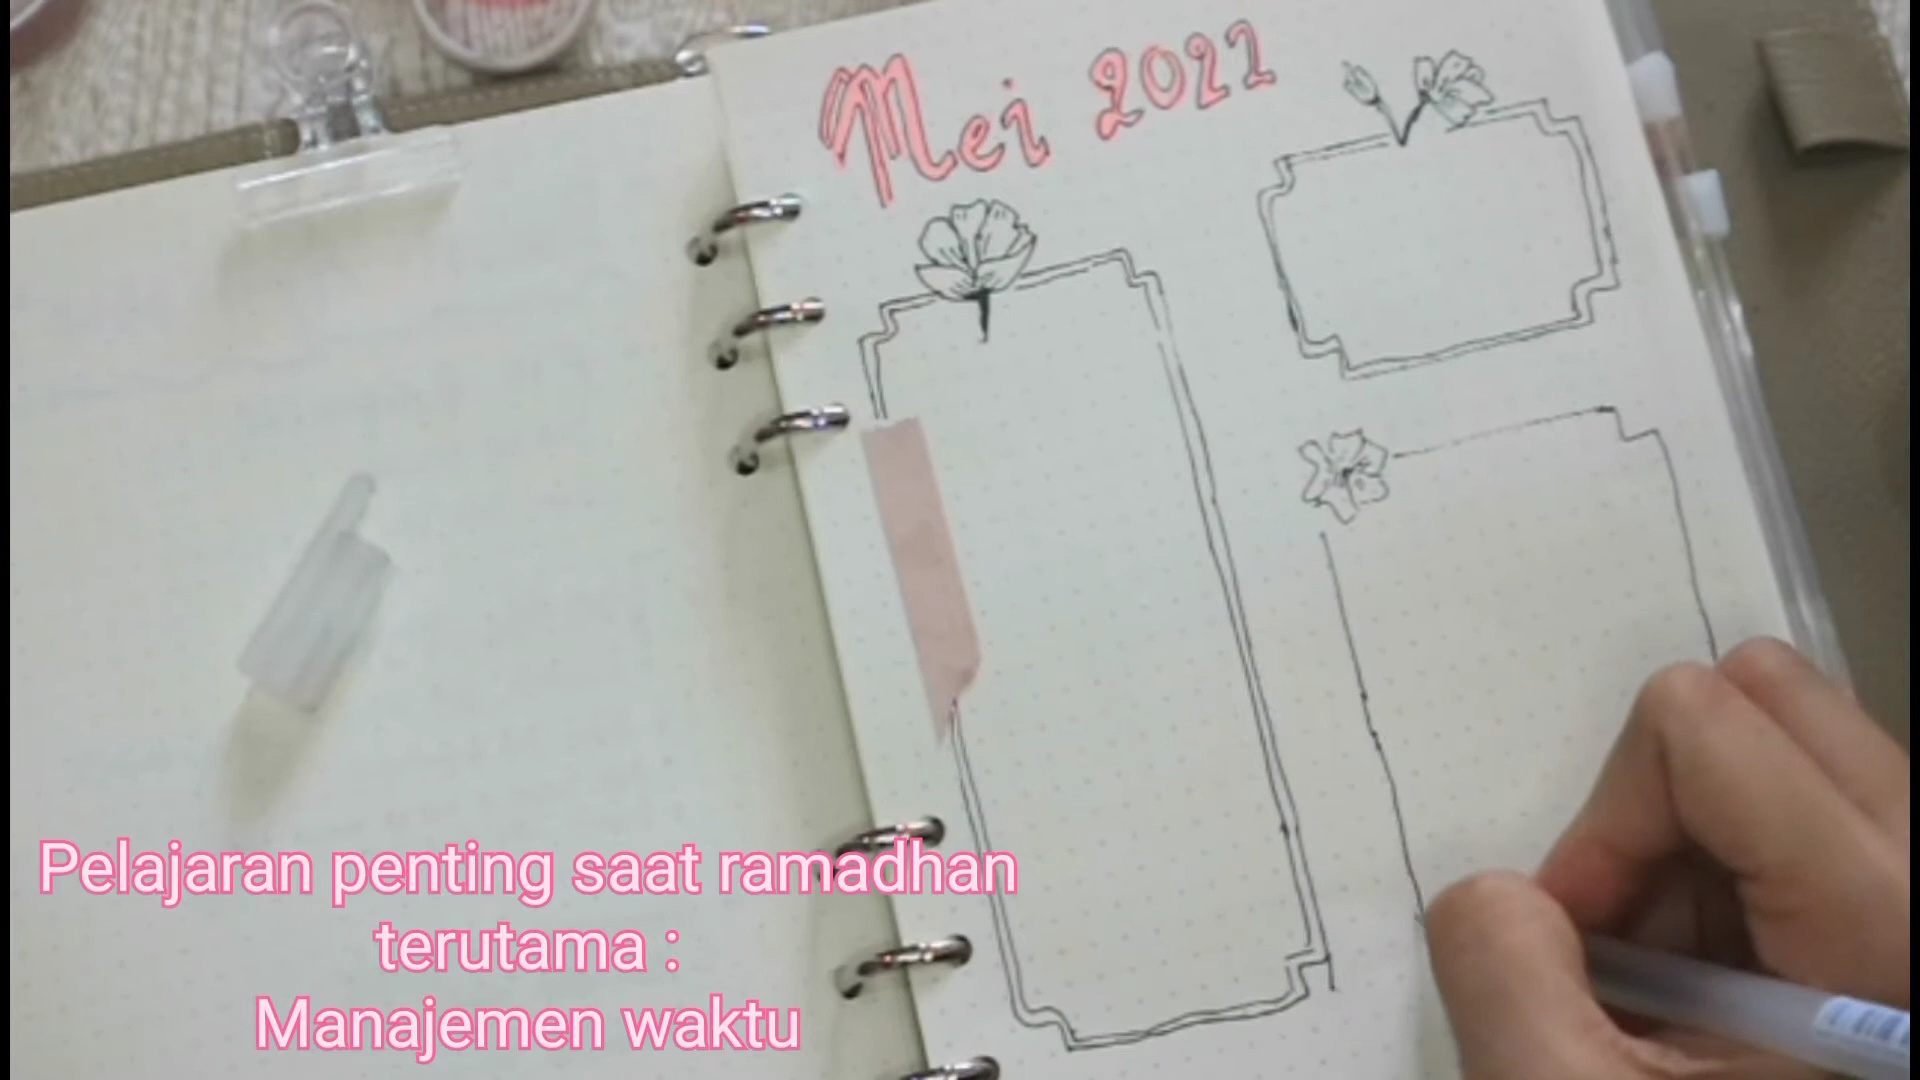 Mei 2022
Pelajaran penting saat ramadhan
terutama :
Manajemen waktu